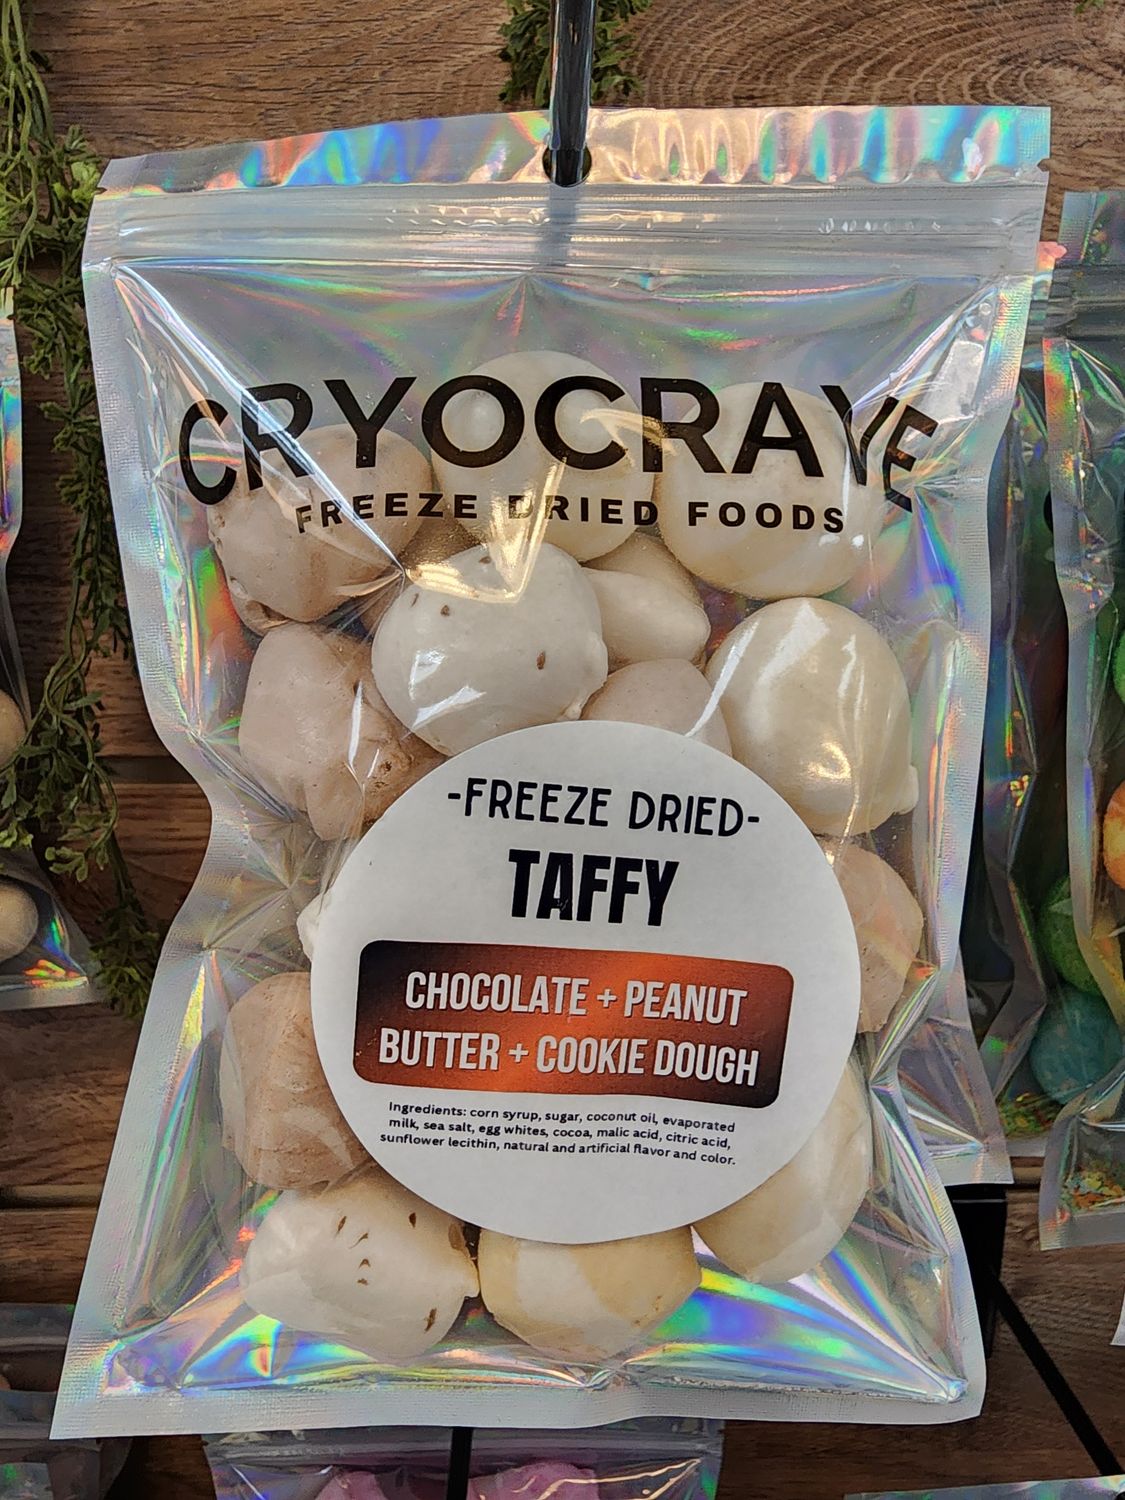 CRYOCRAVE
FREEZE DRIED FOODS
-FREEZE DRIED-
TAFFY
CHOCOLATE + PEANUT
BUTTER + COOKIE DOUGH
Ingredients: corn syrup, sugar, coconut oil, evaporated
milk, sea salt, egg whites, cocoa, malic acid, citric acid,
sunflower lecithin, natural and artificial flavor and color.